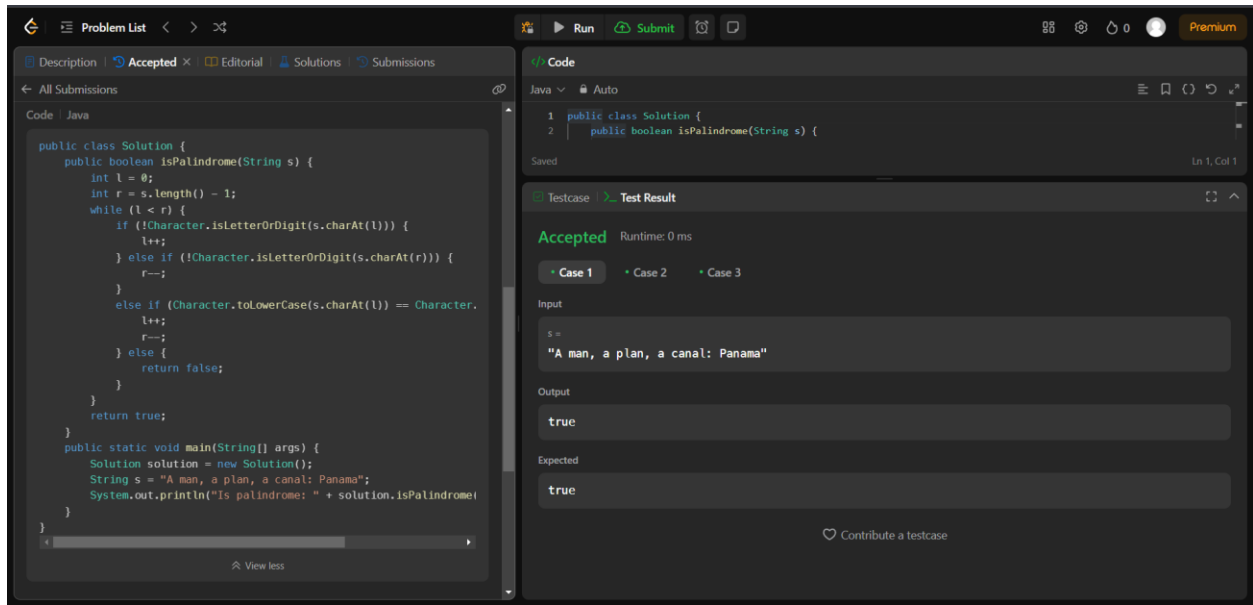 Problem List
Run
Submit
0
Premium
Description
Accepted
Editorial
Solutions
Submissions
All Submissions
Code
Java
public class Solution {
public boolean isPalindrome(String s) {
int l = 0;
int r = s.length() - 1;
while (l < r) {
if (!Character.isLetterOrDigit(s.charAt(l))) {
l++;
} else if (!Character.isLetterOrDigit(s.charAt(r))) {
r--;
}
else if (Character.toLowerCase(s.charAt(l)) == Character.
l++;
r--;
} else {
return false;
}
}
return true;
}
public static void main(String[] args) {
Solution solution = new Solution();
String s = "A man, a plan, a canal: Panama";
System.out.println("Is palindrome: " + solution.isPalindrome(
}
}
View less
</> Code
Java
Auto
1 public class Solution {
2 public boolean isPalindrome(String s) {
Saved
Ln 1, Col 1
Testcase
>_ Test Result
Accepted
Runtime: 0 ms
• Case 1
• Case 2
• Case 3
Input
s =
"A man, a plan, a canal: Panama"
Output
true
Expected
true
Contribute a testcase